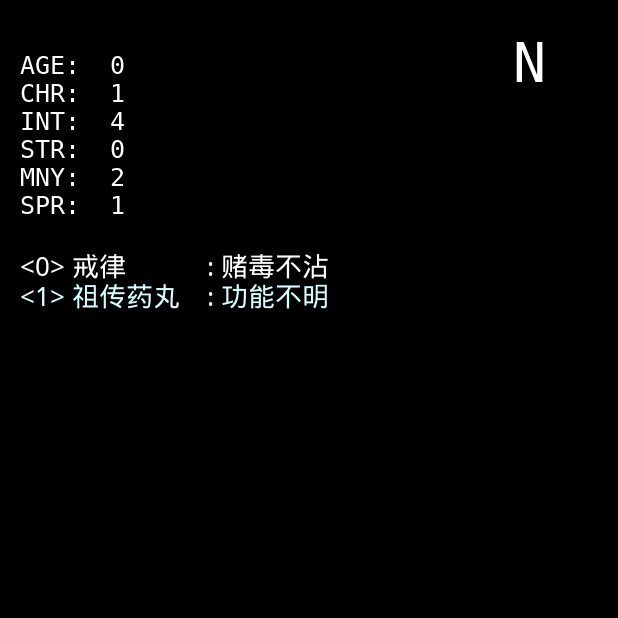 N
AGE: 0
CHR: 1
INT: 4
STR: 0
MNY: 2
SPR: 1
<0> 戒律 : 赌毒不沾
<1> 祖传药丸 : 功能不明